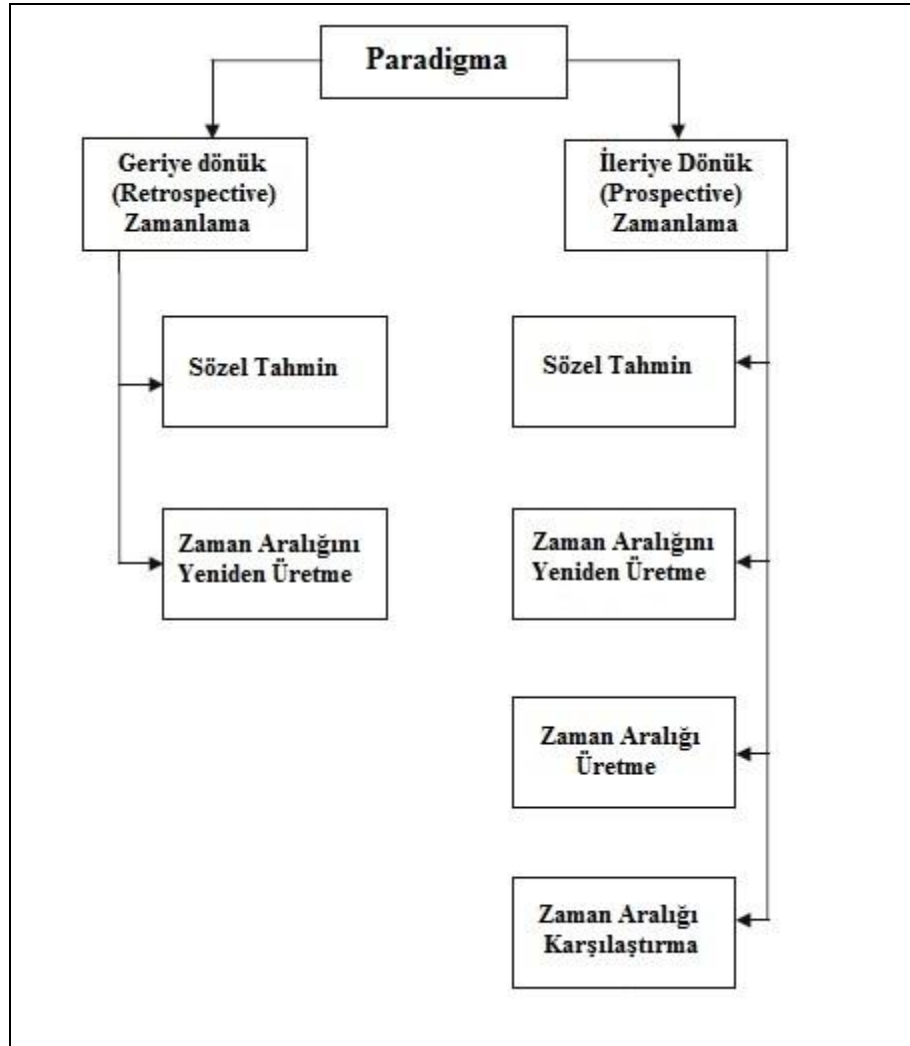 Paradigma
Geriye dönük
(Retrospective)
Zamanlama
Sözel Tahmin
Zaman Aralığını
Yeniden Üretme
İleriye Dönük
(Prospective)
Zamanlama
Sözel Tahmin
Zaman Aralığını
Yeniden Üretme
Zaman Aralığı
Üretme
Zaman Aralığı
Karşılaştırma